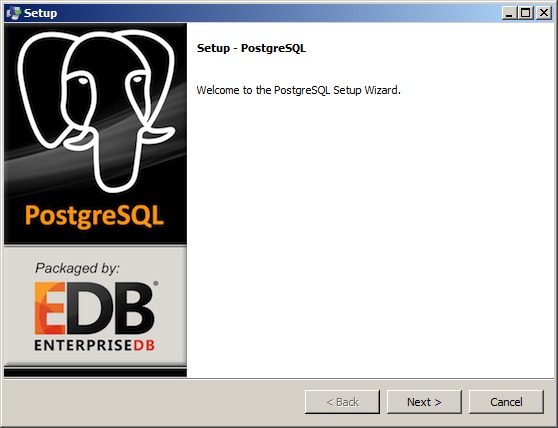 Setup
Setup - PostgreSQL
Welcome to the PostgreSQL Setup Wizard.
PostgreSQL
Packaged by:
EDB®
ENTERPRISEDB
< Back
Next >
Cancel